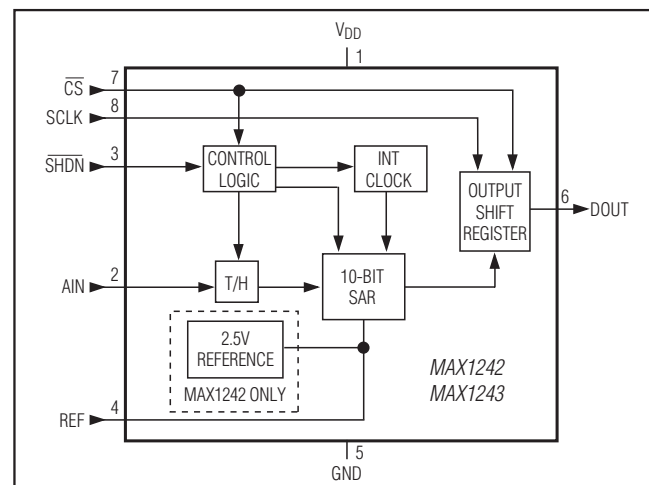 VDD
1
7
CS
8
SCLK
3
SHDN
CONTROL
LOGIC
INT
CLOCK
OUTPUT
SHIFT
REGISTER
6
DOUT
2
AIN
T/H
10-BIT
SAR
2.5V
REFERENCE
MAX1242 ONLY
MAX1242
MAX1243
4
REF
5
GND